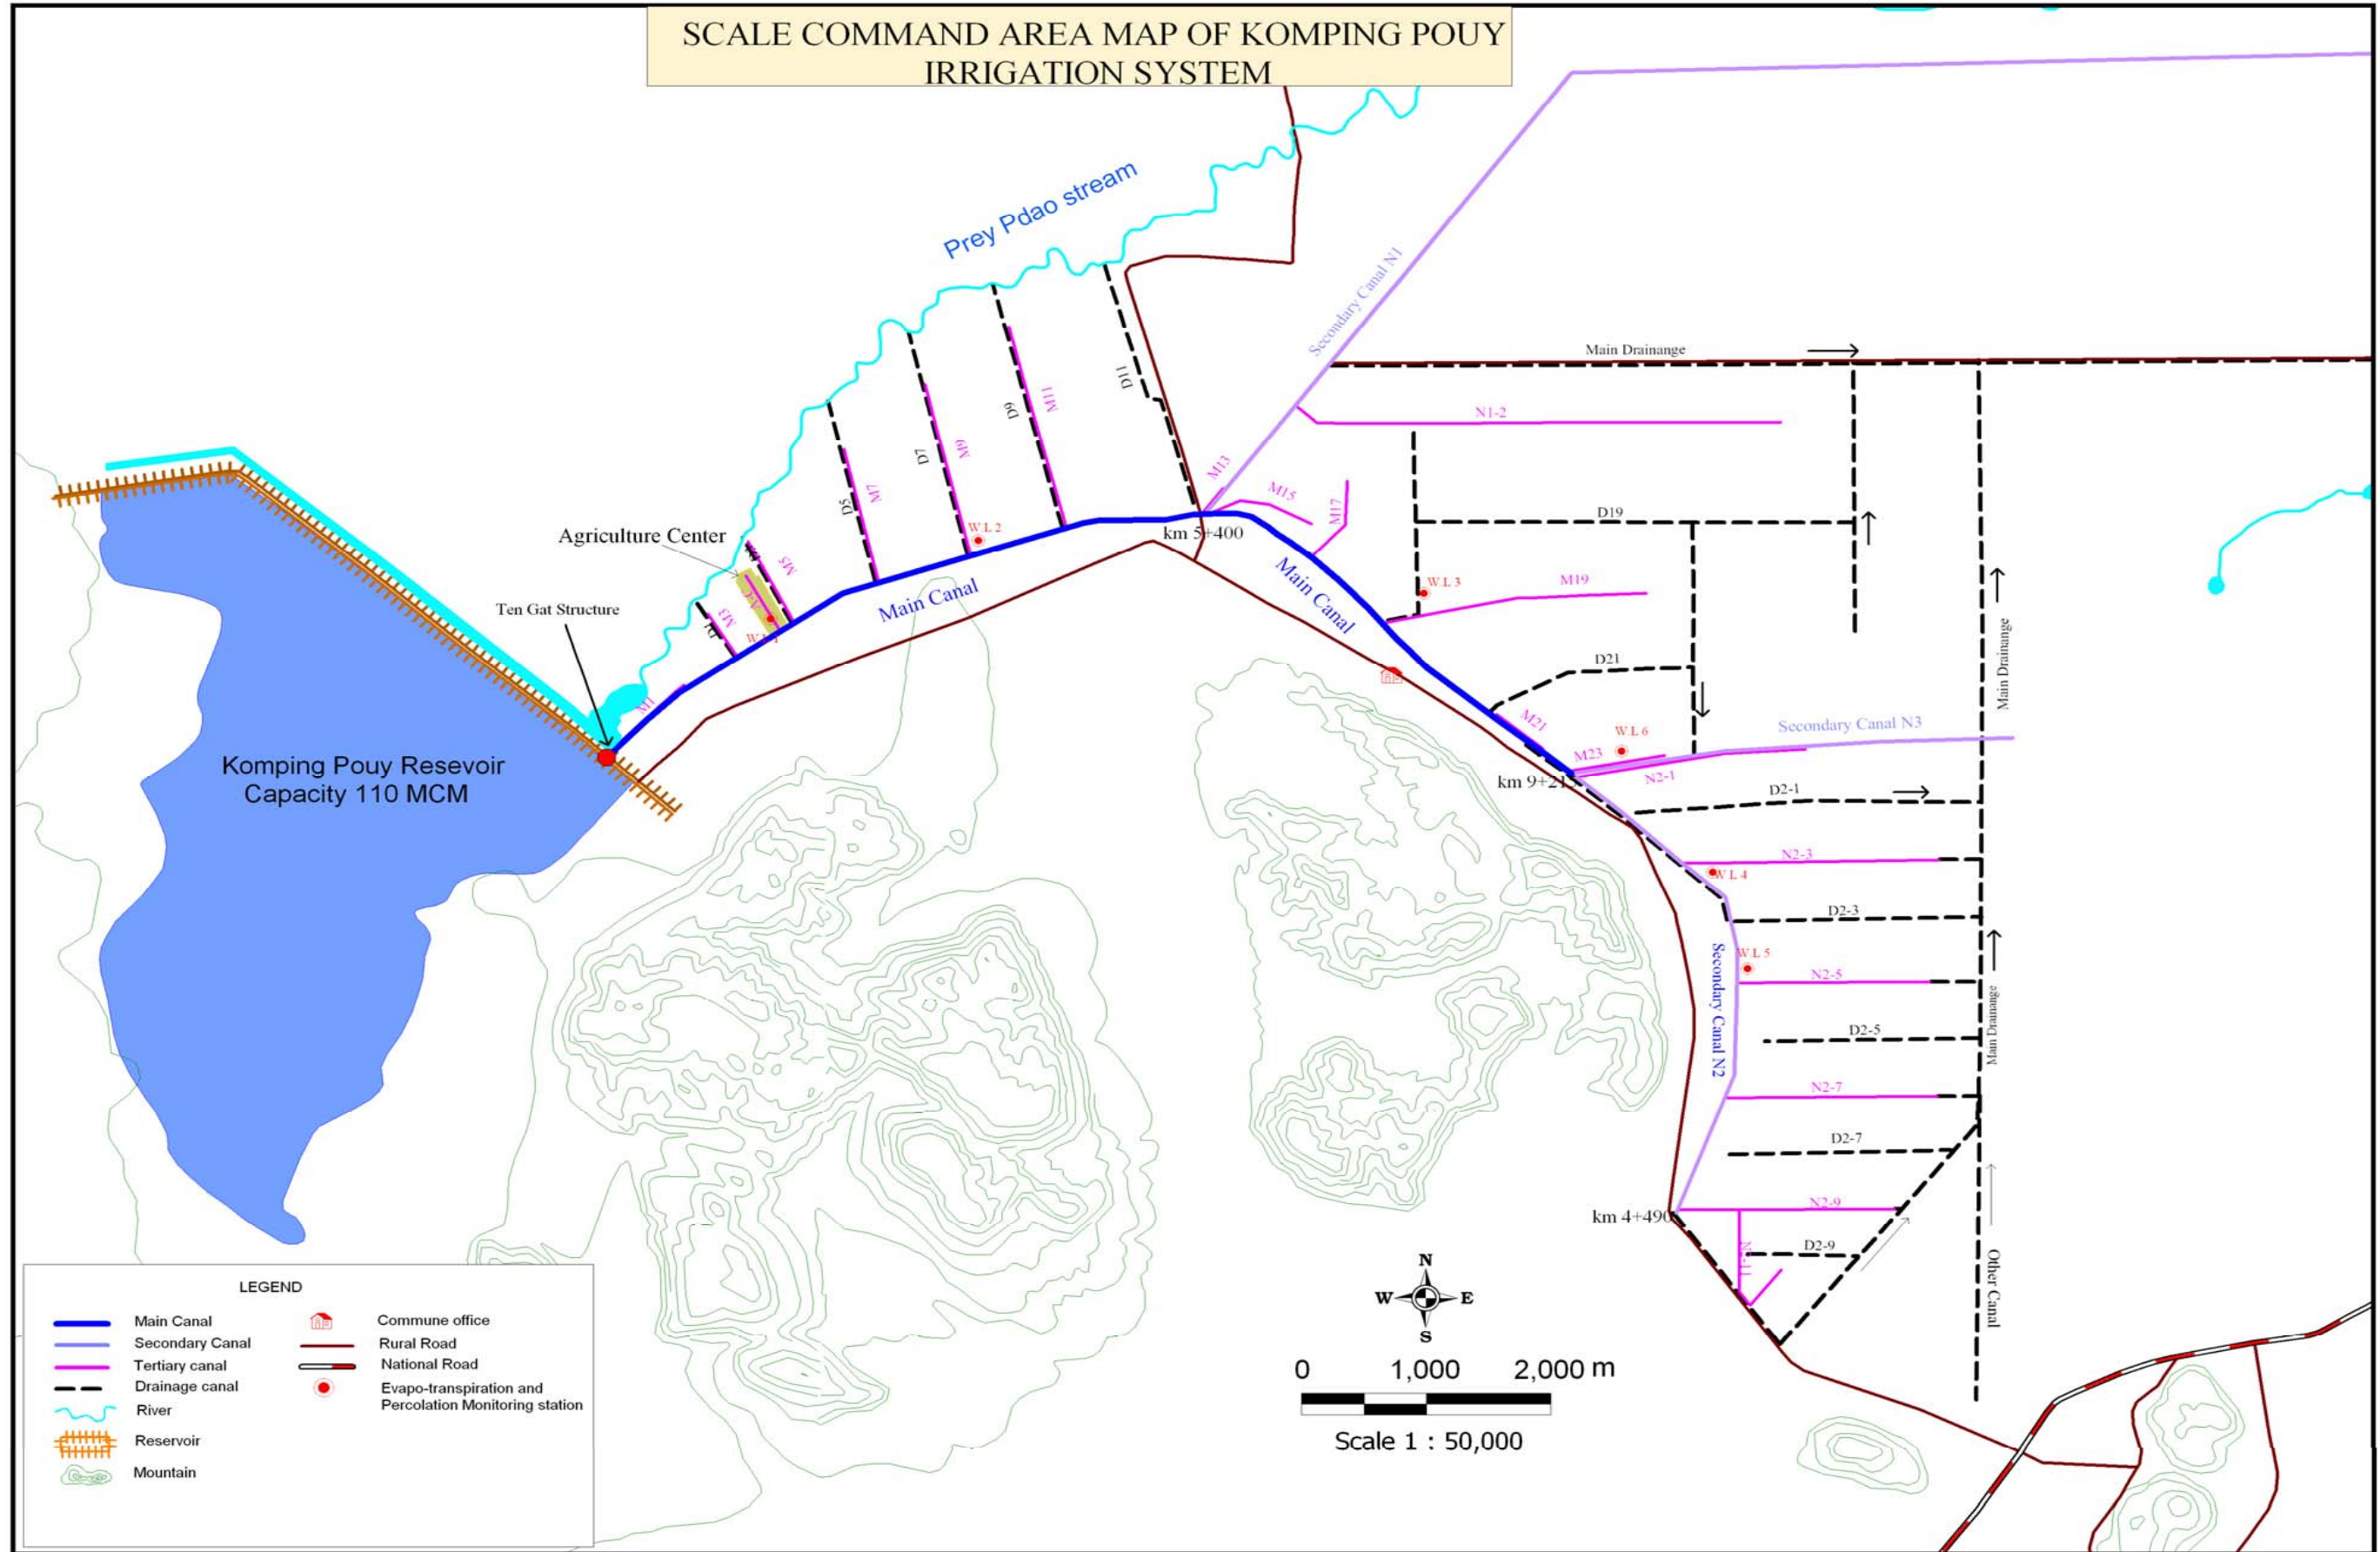 SCALE COMMAND AREA MAP OF KOMPING POUY
IRRIGATION SYSTEM
Prey Pdao stream
Secondary Canal N1
Main Drainange
N1-2
D11
M11
D9
M9
D7
M7
D5
M13
M15
M17
W L 2
km 5+400
D19
Agriculture Center
M5
A-C
M3
D1
Ten Gat Structure
Main Canal
Main Canal
W L 3
M19
Main Drainange
D21
M1
M21
W L 6
Secondary Canal N3
M23
N2-1
km 9+21
D2-1
Komping Pouy Resevoir
Capacity 110 MCM
N2-3
W L 4
D2-3
Secondary Canal N2
W L 5
N2-5
Main Dranange
D2-5
N2-7
D2-7
N2-9
km 4+490
D2-9
Other Canal
N
W
E
S
0 1,000 2,000 m
Scale 1 : 50,000
LEGEND
Main Canal
Secondary Canal
Tertiary canal
Drainage canal
River
Reservoir
Mountain
Commune office
Rural Road
National Road
Evapo-transpiration and
Percolation Monitoring station